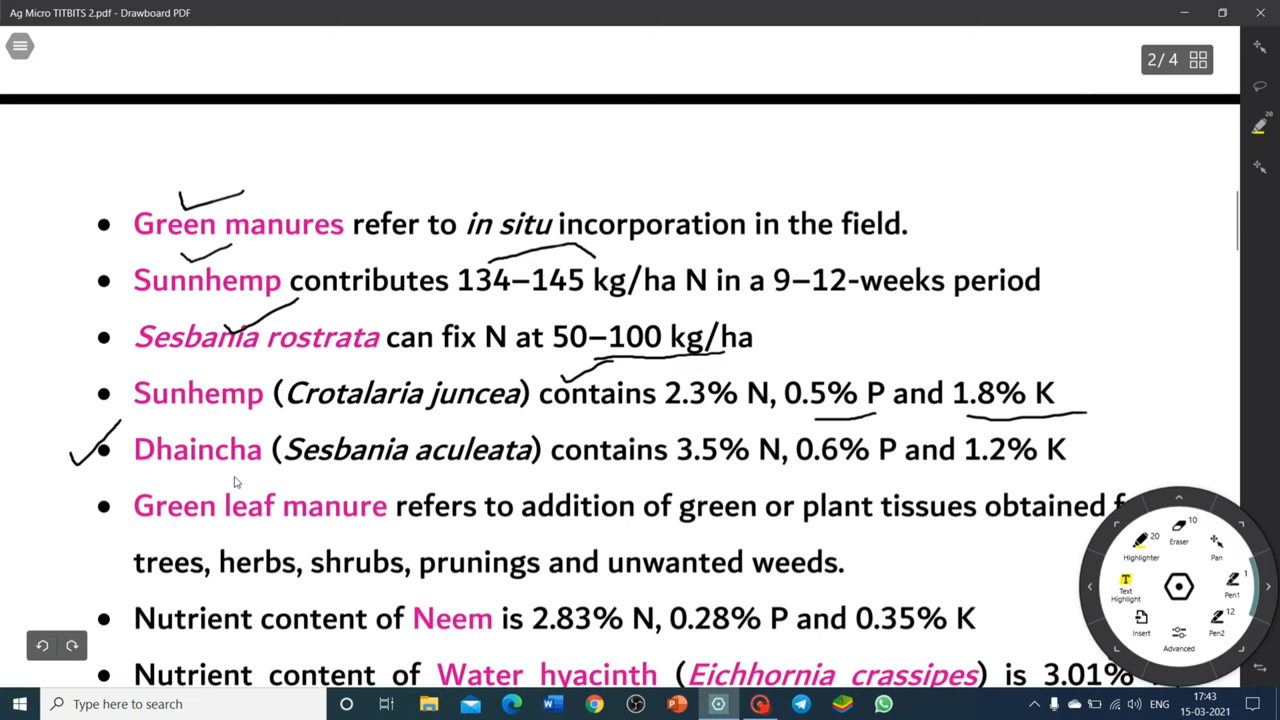 Ag Micro TITBITS 2.pdf - Drawboard PDF
2/4
20
• Green manures refer to in situ incorporation in the field.
• Sunnhemp contributes 134–145 kg/ha N in a 9–12-weeks period
• Sesbania rostrata can fix N at 50–100 kg/ha
• Sunhemp (Crotalaria juncea) contains 2.3% N, 0.5% P and 1.8% K
• Dhaincha (Sesbania aculeata) contains 3.5% N, 0.6% P and 1.2% K
• Green leaf manure refers to addition of green or plant tissues obtained
trees, herbs, shrubs, prunings and unwanted weeds.
• Nutrient content of Neem is 2.83% N, 0.28% P and 0.35% K
• Nutrient content of Water hyacinth (Eichhornia crassipes) is 3.01%
20
Highlighter
10
Eraser
Pan
Text
Highlight
1
Pen1
Insert
12
Pen2
Advanced
Type here to search
ENG
17:43
15-03-2021